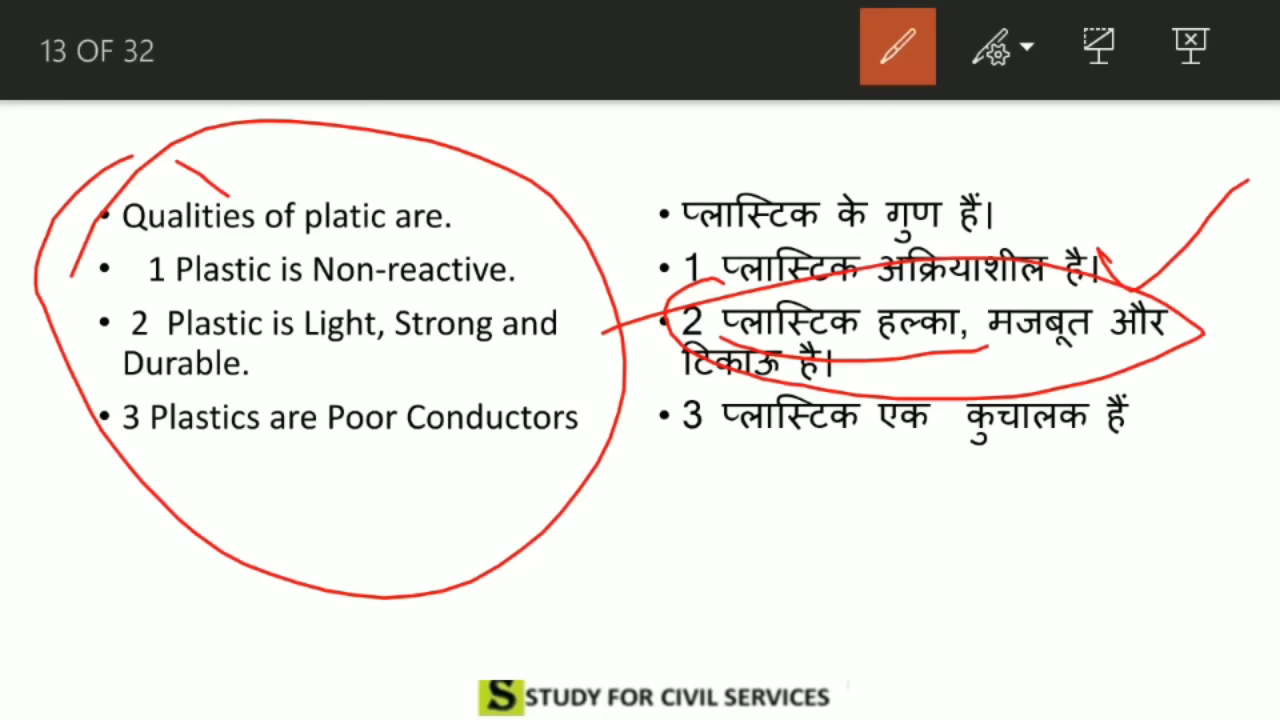 13 OF 32
• Qualities of platic are.
• 1 Plastic is Non-reactive.
• 2 Plastic is Light, Strong and
Durable.
• 3 Plastics are Poor Conductors
• प्लास्टिक के गुण हैं।
• 1 प्लास्टिक अक्रियाशील है।
• 2 प्लास्टिक हल्का, मजबूत और
टिकाऊ है।
• 3 प्लास्टिक एक कुचालक हैं
S STUDY FOR CIVIL SERVICES